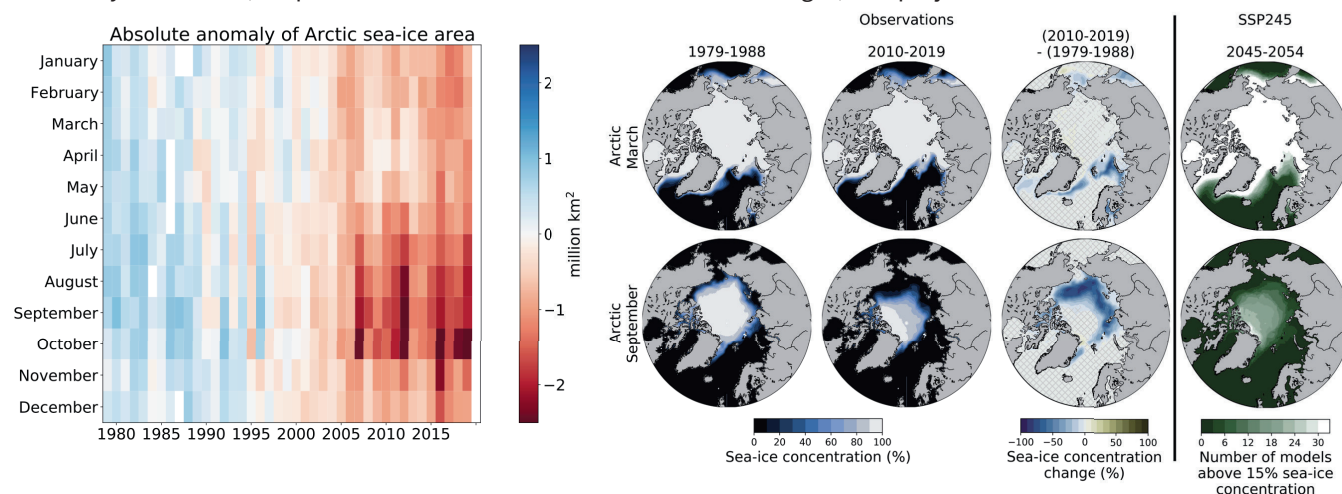 Absolute anomaly of Arctic sea-ice area
January
February
March
April
May
June
July
August
September
October
November
December
1980 1985 1990 1995 2000 2005 2010 2015
2
1
0
−1
−2
million km²
Observations
SSP245
1979-1988
2010-2019
(2010-2019)
- (1979-1988)
2045-2054
Arctic
March
Arctic
September
0 20 40 60 80 100
Sea-ice concentration (%)
−100 −50 0 50 100
Sea-ice concentration
change (%)
0 6 12 18 24 30
Number of models
above 15% sea-ice
concentration